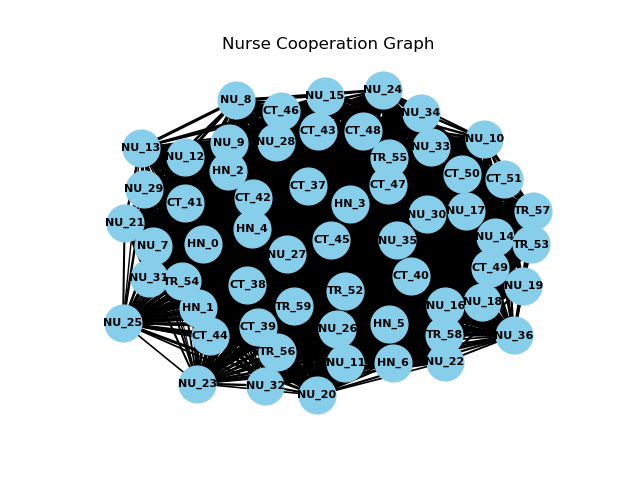 Nurse Cooperation Graph
NU_24
NU_15
NU_8
CT_46
NU_34
CT_43
CT_48
NU_10
NU_28
NU_9
NU_33
NU_13
NU_12
TR_55
HN_2
CT_50
CT_51
CT_47
CT_37
NU_29
CT_42
CT_41
HN_3
NU_17
TR_57
NU_30
NU_21
HN_4
NU_14
CT_45
NU_35
HN_0
TR_53
NU_7
NU_27
CT_49
CT_40
NU_31
TR_54
CT_38
NU_19
TR_52
NU_18
TR_59
NU_16
HN_1
NU_25
HN_5
CT_39
NU_26
TR_58
NU_36
CT_44
TR_56
NU_22
NU_11
HN_6
NU_23
NU_32
NU_20